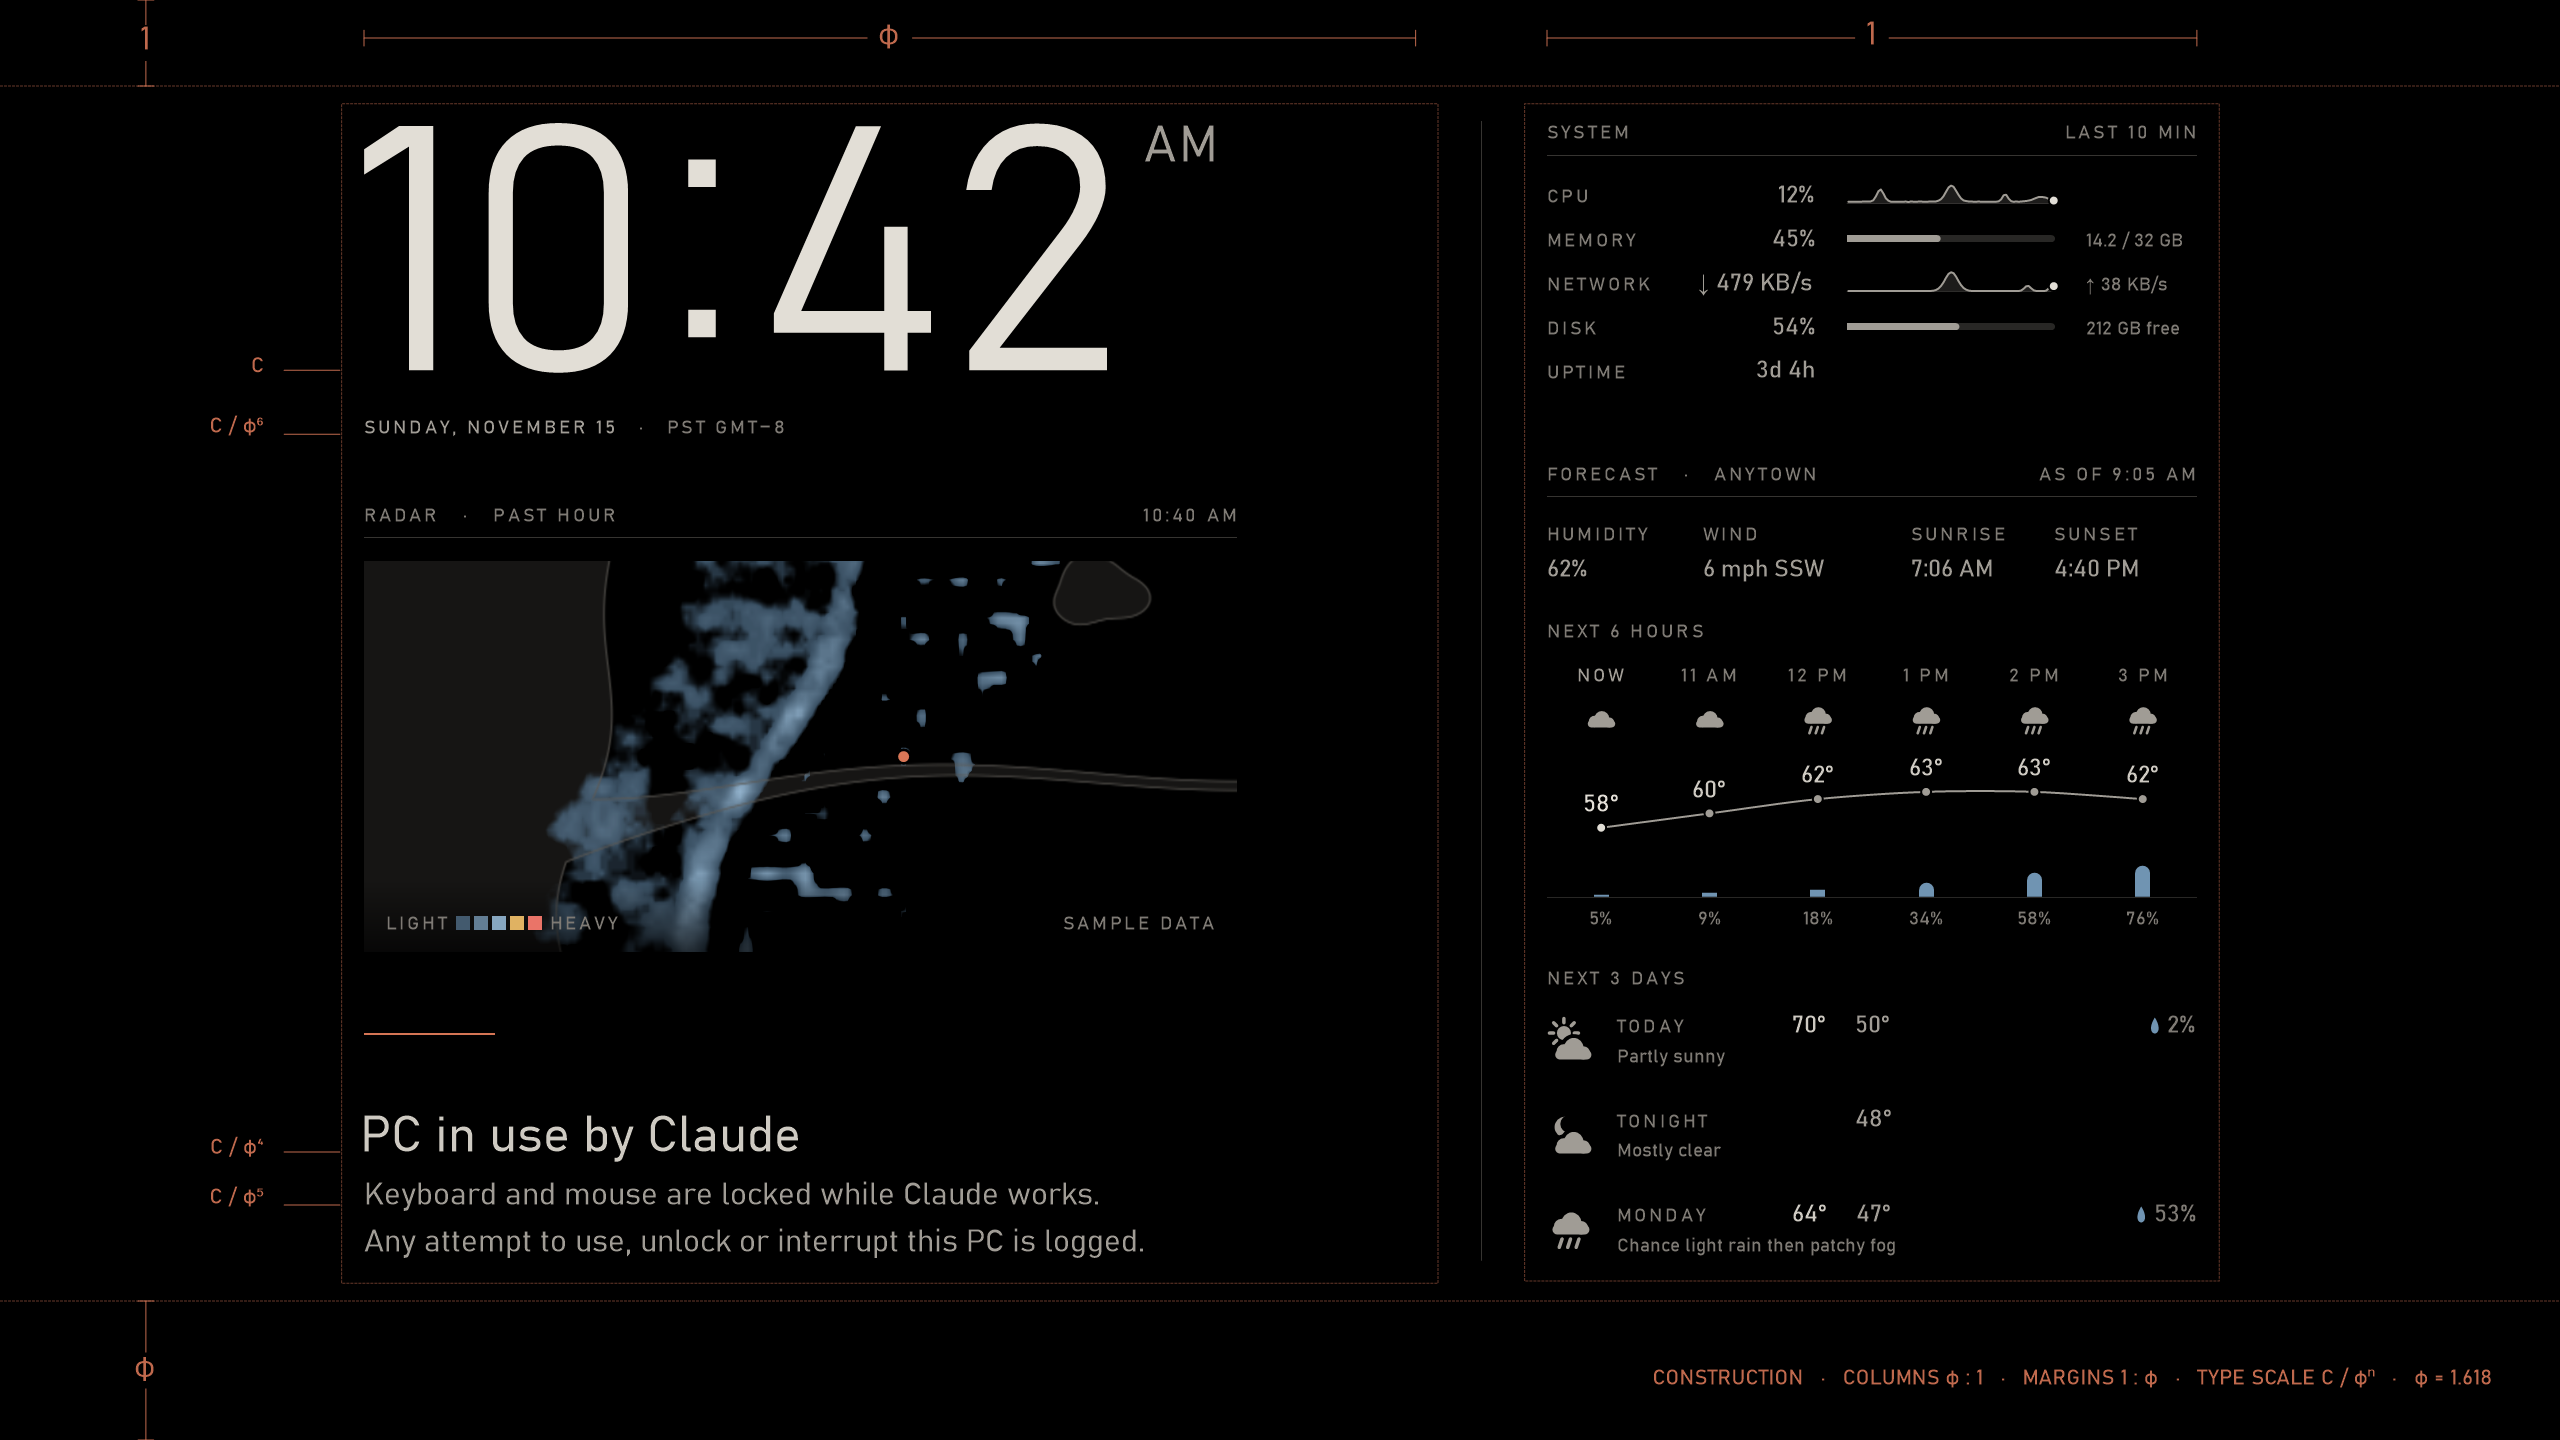 1
φ
1
10:42 AM
C
C / φ⁶
SUNDAY, NOVEMBER 15 · PST GMT−8
RADAR · PAST HOUR 10:40 AM
LIGHT HEAVY SAMPLE DATA
PC in use by Claude
C / φ⁴
Keyboard and mouse are locked while Claude works.
C / φ⁵
Any attempt to use, unlock or interrupt this PC is logged.
SYSTEM LAST 10 MIN
CPU 12%
MEMORY 45% 14.2 / 32 GB
NETWORK ↓ 479 KB/s ↑ 38 KB/s
DISK 54% 212 GB free
UPTIME 3d 4h
FORECAST · ANYTOWN AS OF 9:05 AM
HUMIDITY WIND SUNRISE SUNSET
62% 6 mph SSW 7:06 AM 4:40 PM
NEXT 6 HOURS
NOW 11 AM 12 PM 1 PM 2 PM 3 PM
58° 60° 62° 63° 63° 62°
5% 9% 18% 34% 58% 76%
NEXT 3 DAYS
TODAY 70° 50° 2%
Partly sunny
TONIGHT 48°
Mostly clear
MONDAY 64° 47° 53%
Chance light rain then patchy fog
φ
CONSTRUCTION · COLUMNS φ : 1 · MARGINS 1 : φ · TYPE SCALE C / φⁿ · φ = 1.618